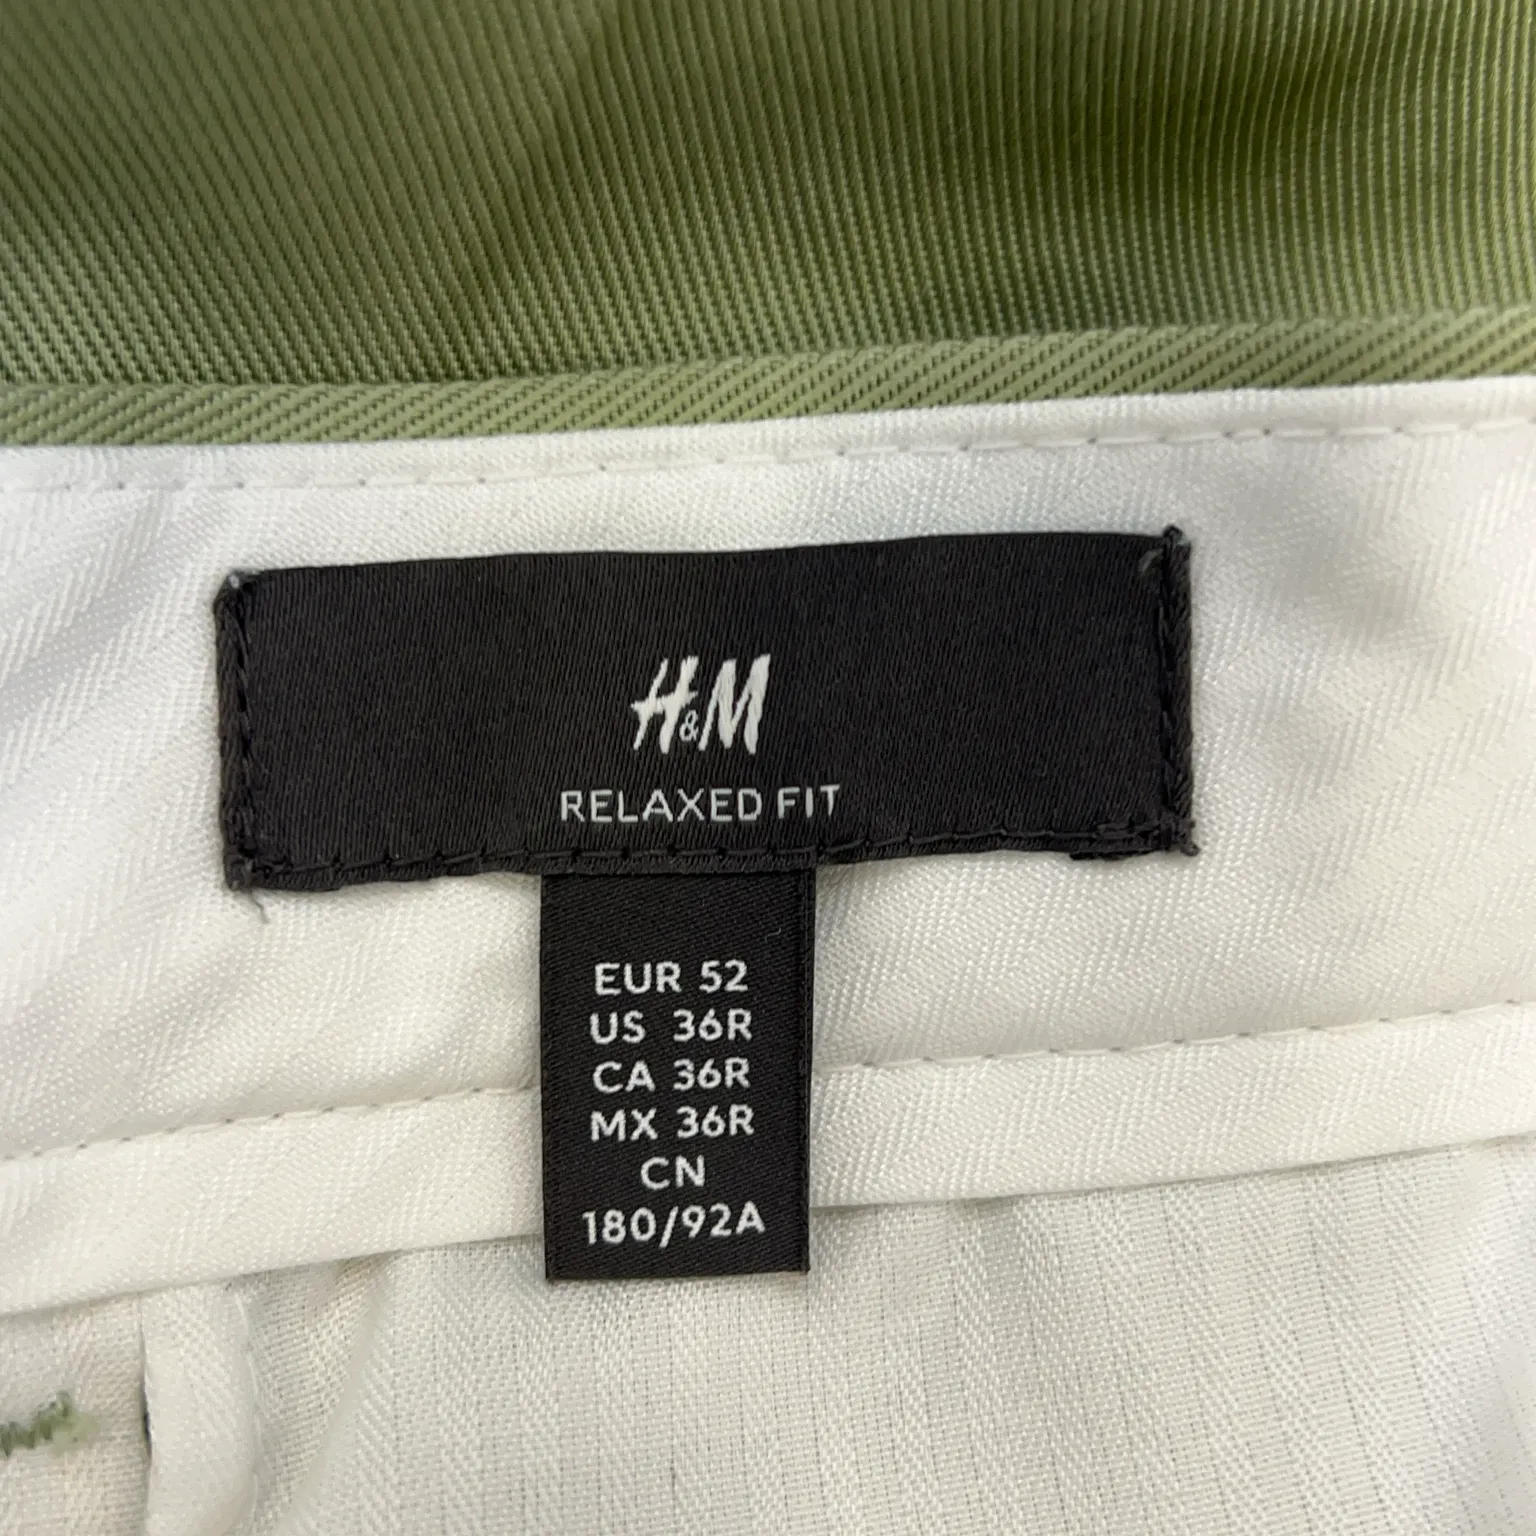 H&M
RELAXED FIT
EUR 52
US 36R
CA 36R
MX 36R
CN
180/92A